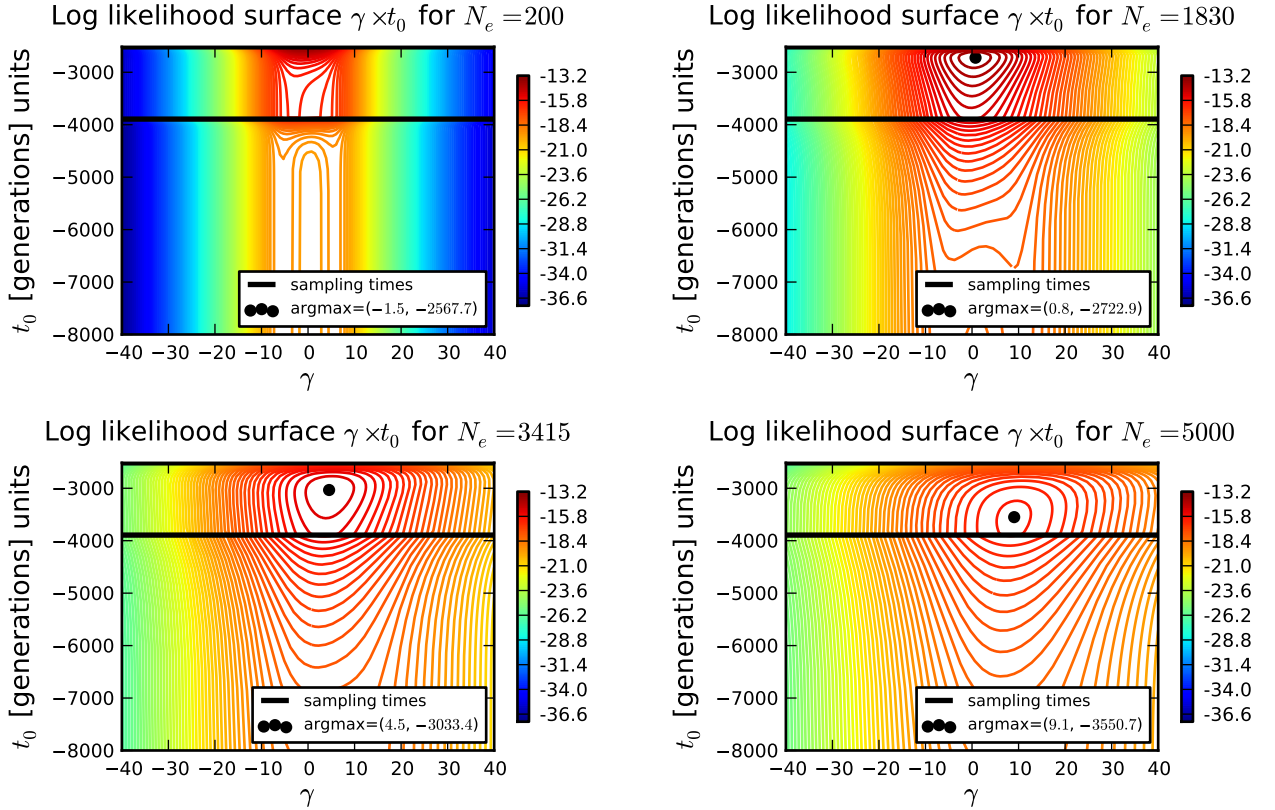 Log likelihood surface γ×t₀ for Nₑ=200
t₀ [generations] units
−3000
−4000
−5000
−6000
−7000
−8000
−40 −30 −20 −10 0 10 20 30 40
γ
sampling times
argmax=(−1.5, −2567.7)
-13.2
-15.8
-18.4
-21.0
-23.6
-26.2
-28.8
-31.4
-34.0
-36.6
Log likelihood surface γ×t₀ for Nₑ=1830
t₀ [generations] units
−3000
−4000
−5000
−6000
−7000
−8000
−40 −30 −20 −10 0 10 20 30 40
γ
sampling times
argmax=(0.8, −2722.9)
-13.2
-15.8
-18.4
-21.0
-23.6
-26.2
-28.8
-31.4
-34.0
-36.6
Log likelihood surface γ×t₀ for Nₑ=3415
t₀ [generations] units
−3000
−4000
−5000
−6000
−7000
−8000
−40 −30 −20 −10 0 10 20 30 40
γ
sampling times
argmax=(4.5, −3033.4)
-13.2
-15.8
-18.4
-21.0
-23.6
-26.2
-28.8
-31.4
-34.0
-36.6
Log likelihood surface γ×t₀ for Nₑ=5000
t₀ [generations] units
−3000
−4000
−5000
−6000
−7000
−8000
−40 −30 −20 −10 0 10 20 30 40
γ
sampling times
argmax=(9.1, −3550.7)
-13.2
-15.8
-18.4
-21.0
-23.6
-26.2
-28.8
-31.4
-34.0
-36.6